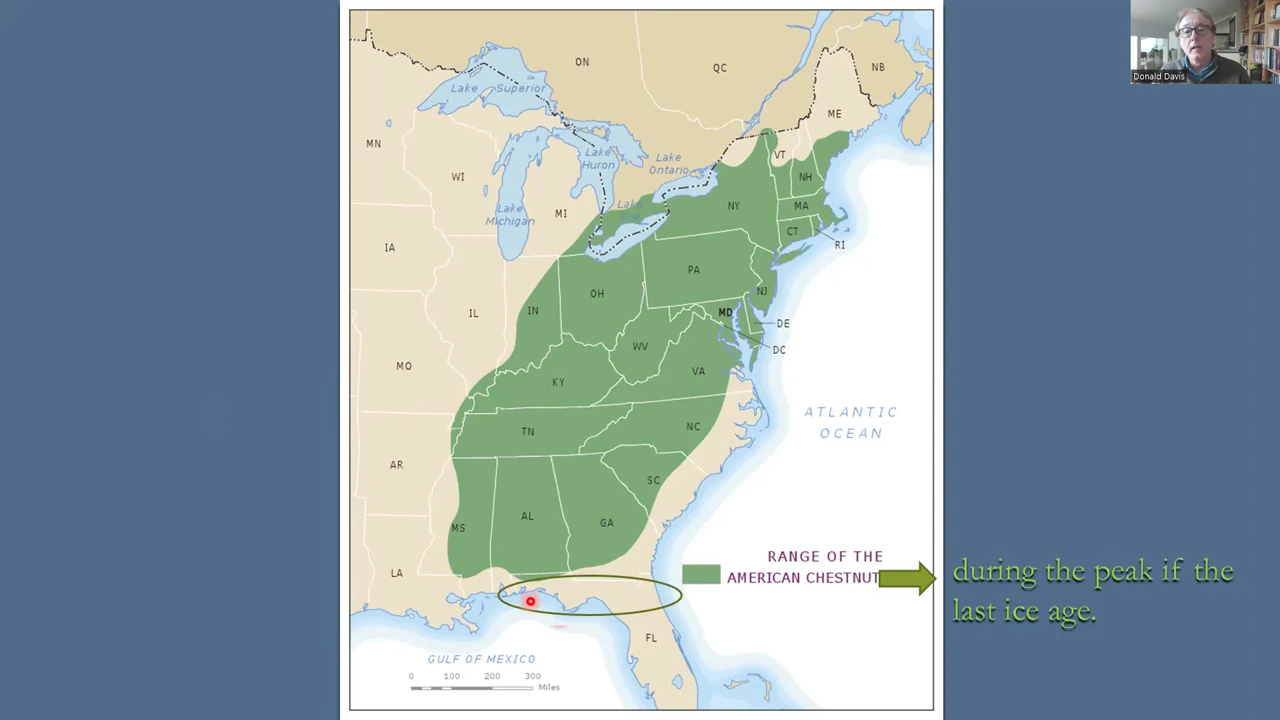 Donald Davis
ON
QC
NB
Lake Superior
ME
MN
Lake
Huron
VT
Lake
Ontario
WI
NH
MI
NY
MA
Lake
Michigan
Lake
Erie
CT
RI
IA
PA
NJ
OH
IL
IN
MD
DE
WV
DC
MO
KY
VA
ATLANTIC
OCEAN
TN
NC
AR
SC
MS
AL
GA
LA
RANGE OF THE
AMERICAN CHESTNUT
during the peak if the
last ice age.
FL
GULF OF MEXICO
0 100 200 300
Miles